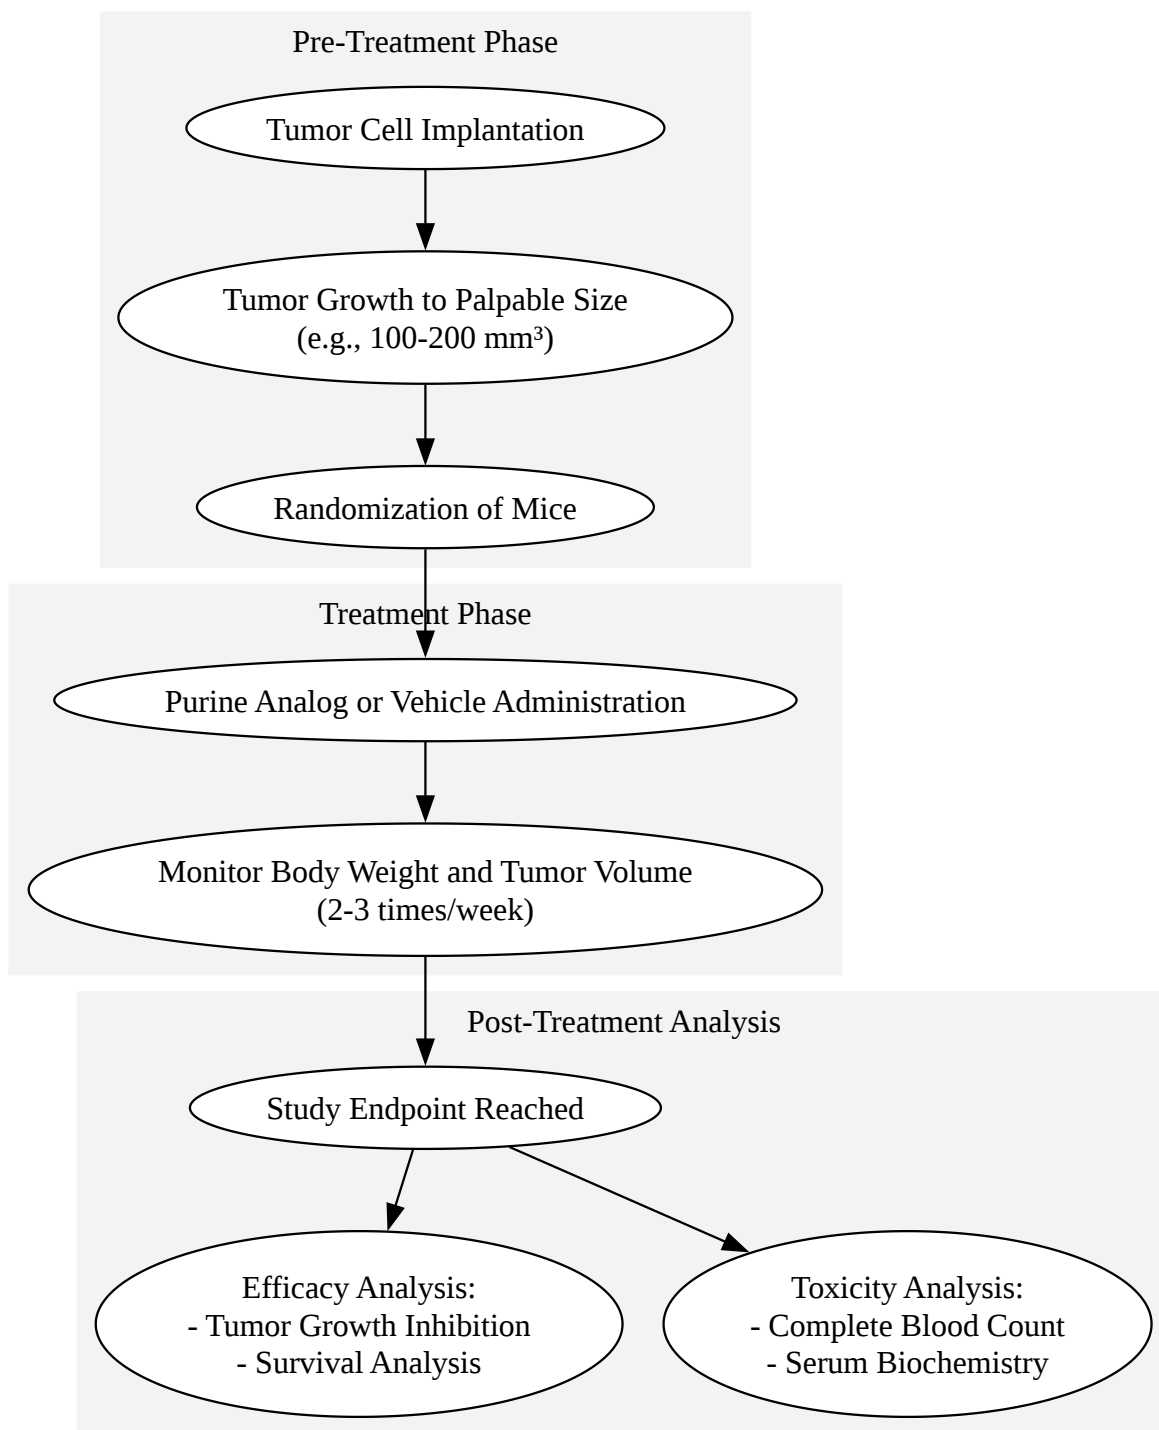 Pre-Treatment Phase
Tumor Cell Implantation
Tumor Growth to Palpable Size
(e.g., 100-200 mm³)
Randomization of Mice
Treatment Phase
Purine Analog or Vehicle Administration
Monitor Body Weight and Tumor Volume
(2-3 times/week)
Post-Treatment Analysis
Study Endpoint Reached
Efficacy Analysis:
- Tumor Growth Inhibition
- Survival Analysis
Toxicity Analysis:
- Complete Blood Count
- Serum Biochemistry